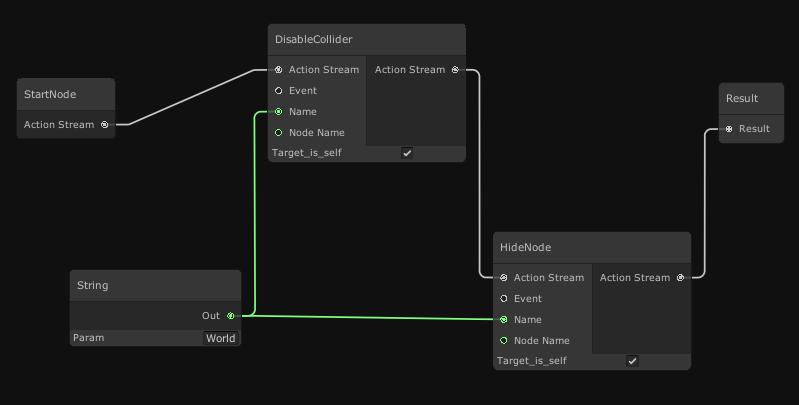 StartNode
Action Stream
DisableCollider
Action Stream Action Stream
Event
Name
Node Name
Target_is_self
String
Out
Param World
HideNode
Action Stream Action Stream
Event
Name
Node Name
Target_is_self
Result
Result